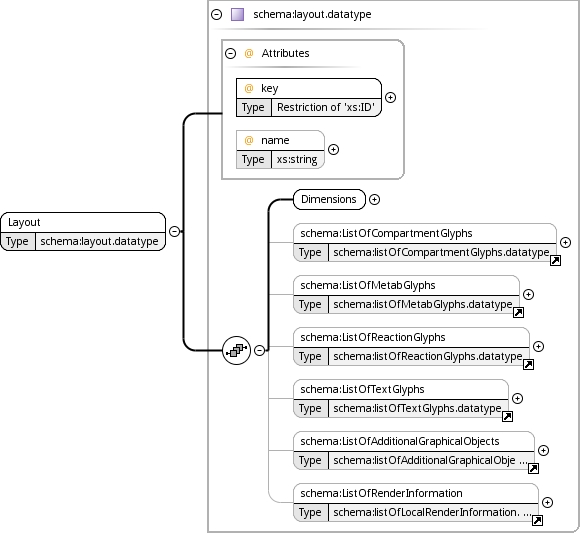 schema:layout.datatype
@ Attributes
@ key
Type Restriction of 'xs:ID'
@ name
Type xs:string
Layout
Type schema:layout.datatype
Dimensions
schema:ListOfCompartmentGlyphs
Type schema:listOfCompartmentGlyphs.datatype
schema:ListOfMetabGlyphs
Type schema:listOfMetabGlyphs.datatype
schema:ListOfReactionGlyphs
Type schema:listOfReactionGlyphs.datatype
schema:ListOfTextGlyphs
Type schema:listOfTextGlyphs.datatype
schema:ListOfAdditionalGraphicalObjects
Type schema:listOfAdditionalGraphicalObje ...
schema:ListOfRenderInformation
Type schema:listOfLocalRenderInformation. ...